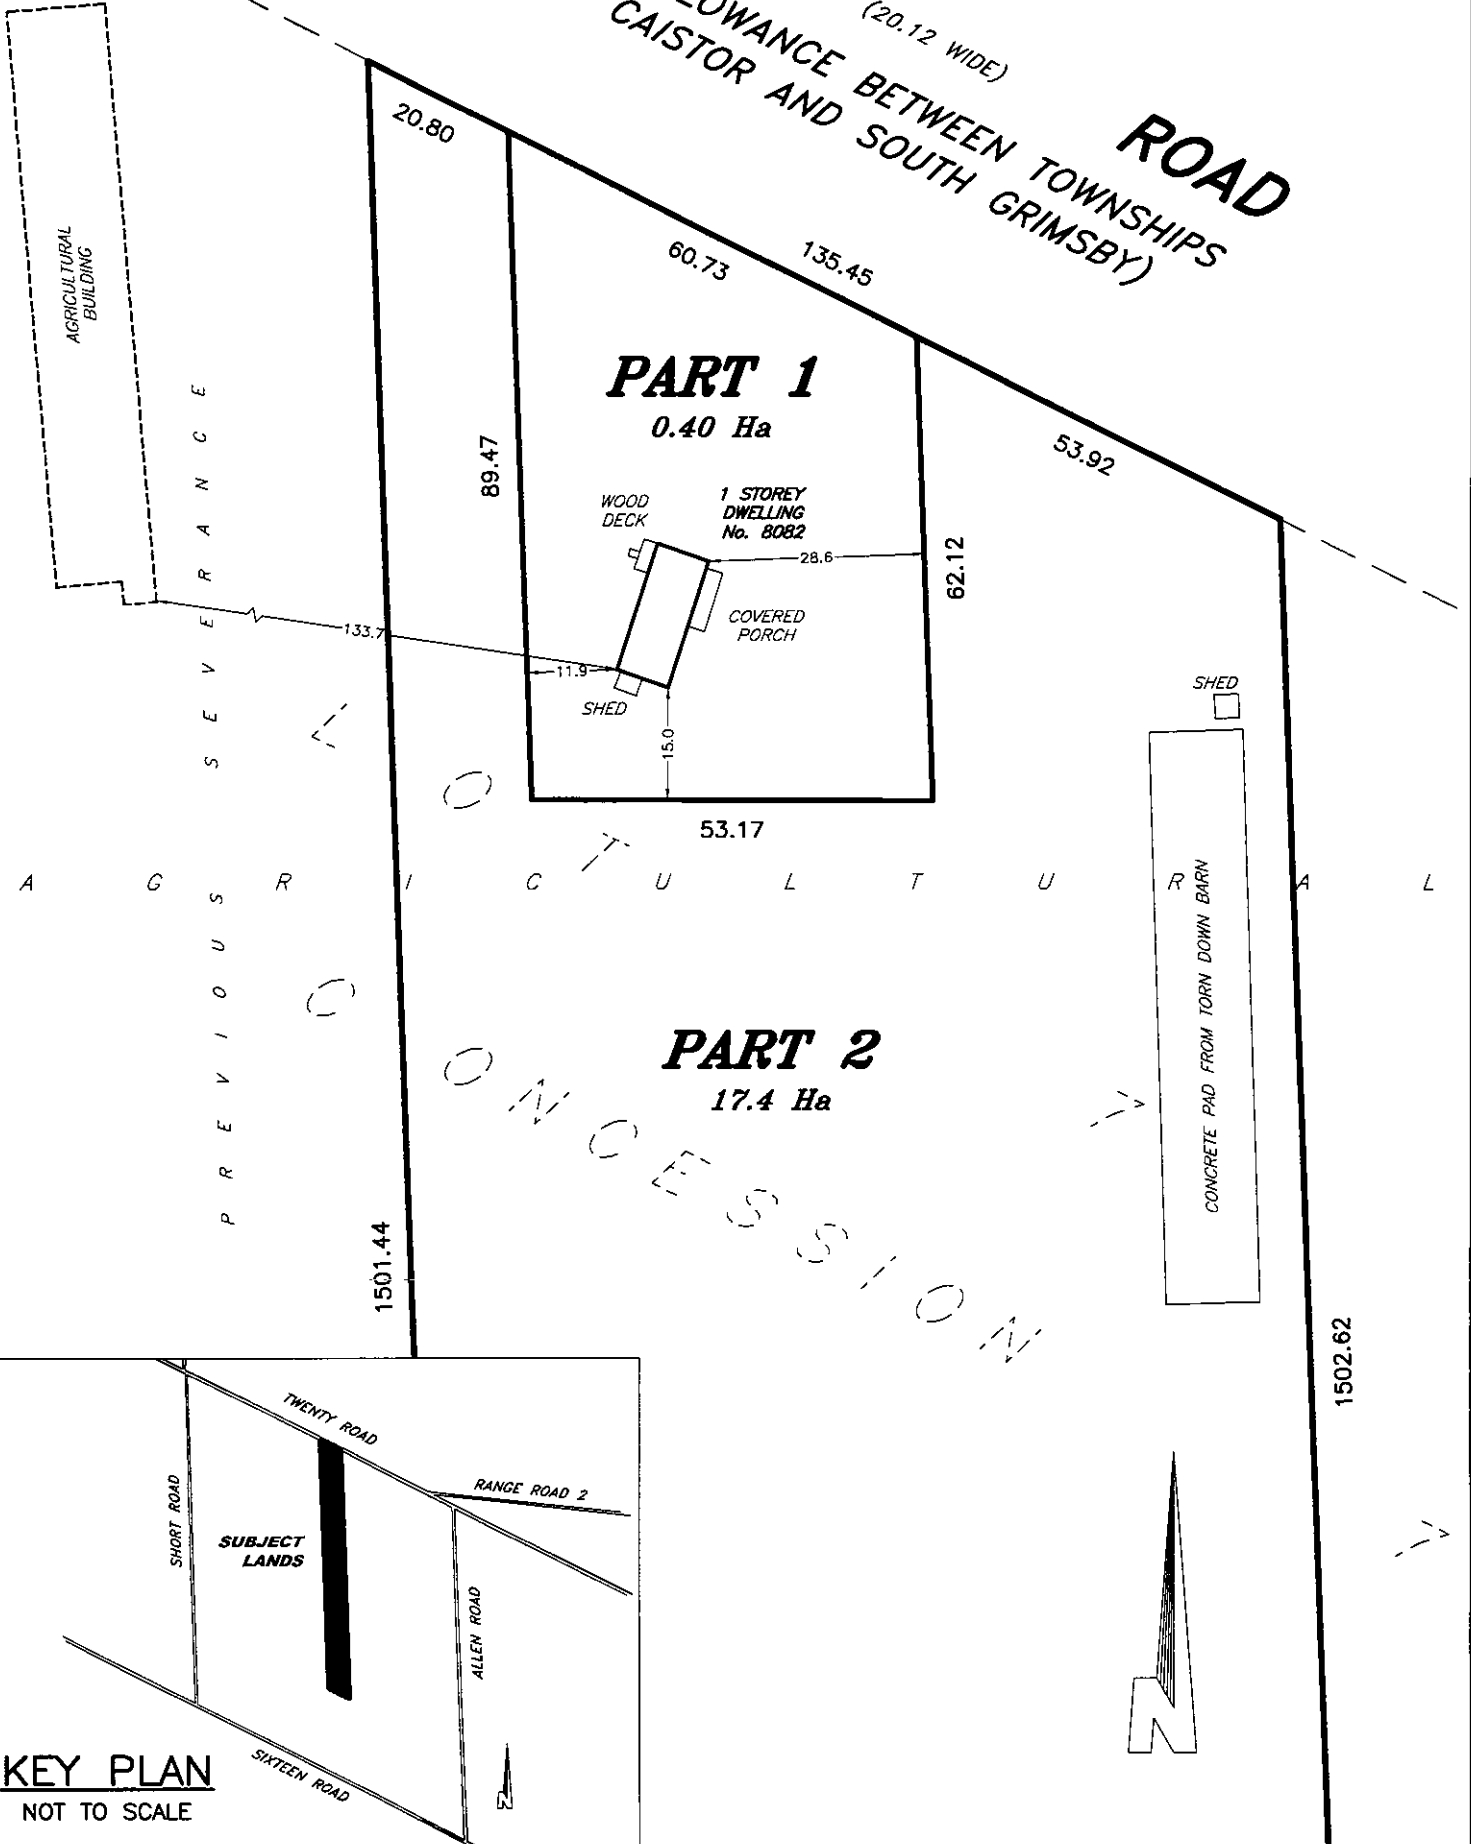 (20.12 WIDE)
BETWEEN TOWNSHIPS
CAISTOR AND SOUTH GRIMSBY)
ROAD
20.80
60.73
135.45
53.92
AGRICULTURAL
BUILDING
PART 1
0.40 Ha
89.47
WOOD
DECK
1 STOREY
DWELLING
No. 8082
28.6
62.12
COVERED
PORCH
133.7
11.9
SHED
15.0
53.17
SHED
PREVIOUS SEVERANCE
LOT 7
AGRICULTURAL
CONCESSION 7
PART 2
17.4 Ha
CONCRETE PAD FROM TORN DOWN BARN
1501.44
1502.62
TWENTY ROAD
RANGE ROAD 2
SHORT ROAD
SUBJECT
LANDS
ALLEN ROAD
SIXTEEN ROAD
KEY PLAN
NOT TO SCALE
N
N